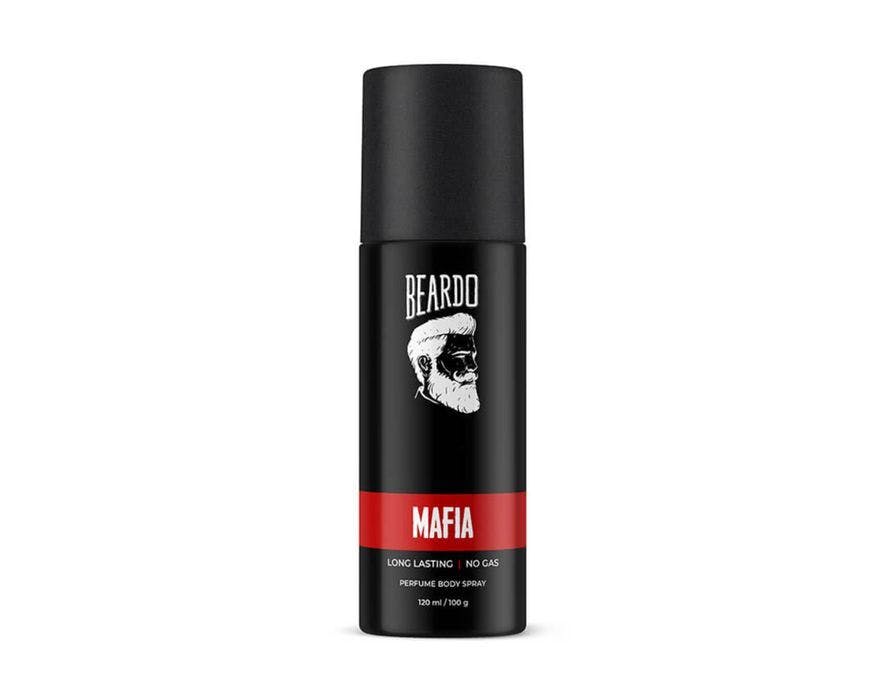 BEARDO
MAFIA
LONG LASTING | NO GAS
PERFUME BODY SPRAY
120 ml / 100 g